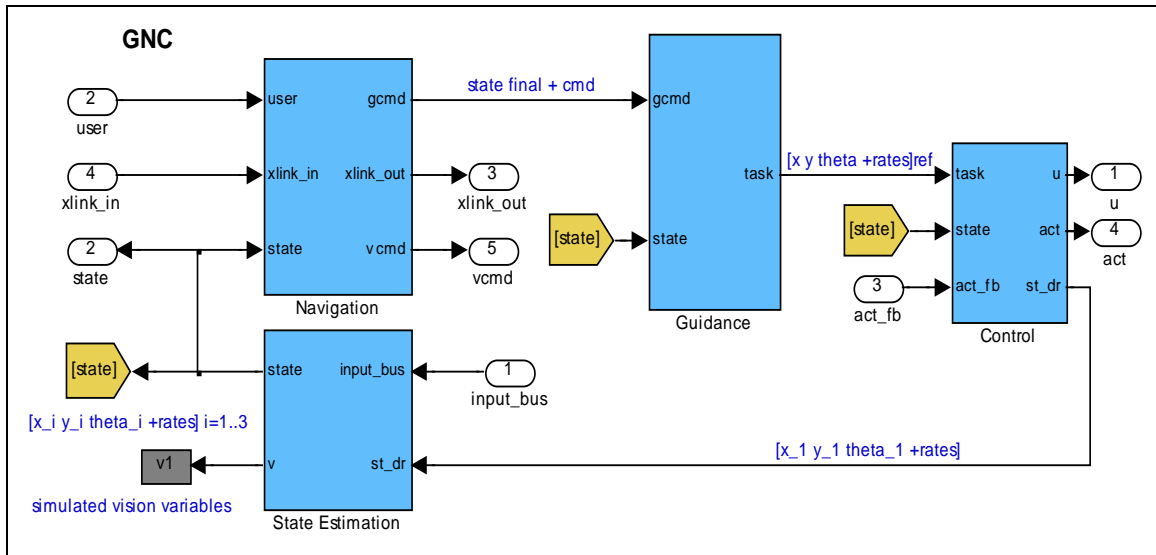 GNC
2
user
4
xlink_in
2
state
user
xlink_in
state
gcmd
xlink_out
v cmd
Navigation
state final + cmd
3
xlink_out
5
vcmd
gcmd
state
task
Guidance
[state]
[x y theta +rates]ref
[state]
3
act_fb
task
state
act_fb
u
act
st_dr
Control
1
u
4
act
[state]
[x_i y_i theta_i +rates] i=1..3
v1
simulated vision variables
state
v
input_bus
st_dr
State Estimation
1
input_bus
[x_1 y_1 theta_1 +rates]